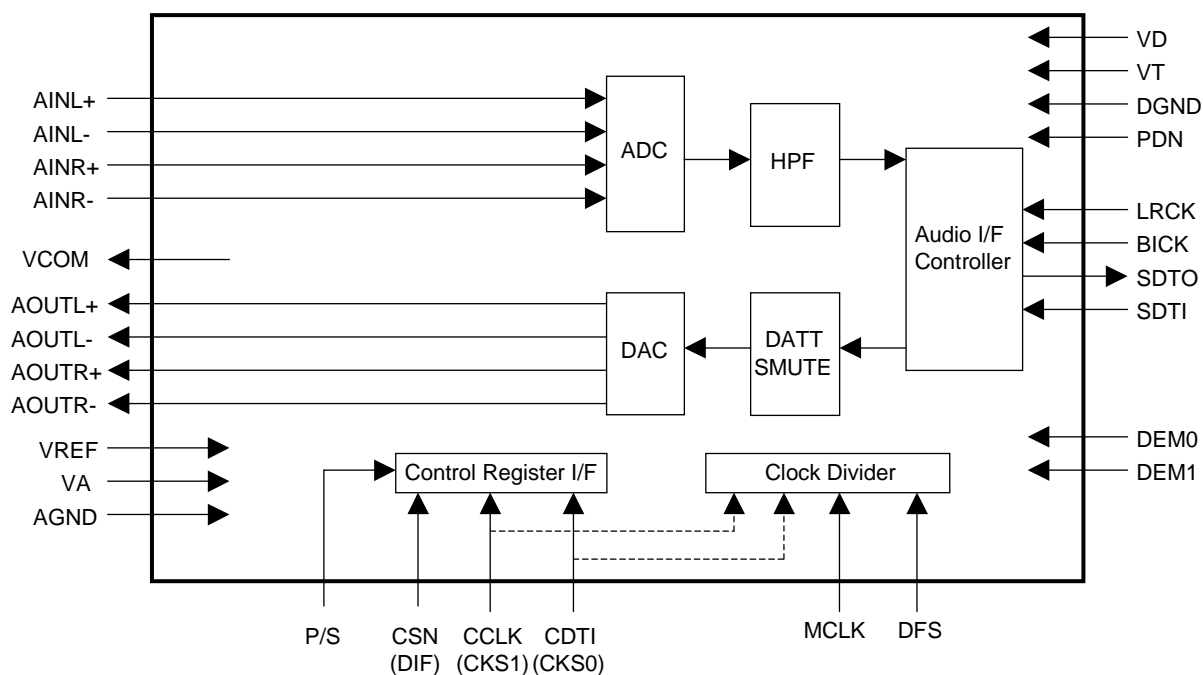 VD
VT
DGND
PDN
AINL+
AINL-
AINR+
AINR-
ADC
HPF
Audio I/F
Controller
LRCK
BICK
SDTO
SDTI
VCOM
AOUTL+
AOUTL-
AOUTR+
AOUTR-
DAC
DATT
SMUTE
VREF
VA
AGND
Control Register I/F
Clock Divider
DEM0
DEM1
P/S
CSN
(DIF)
CCLK
(CKS1)
CDTI
(CKS0)
MCLK
DFS